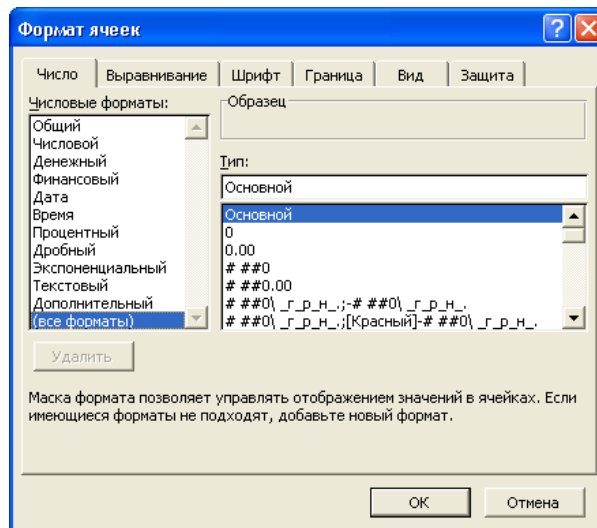 Формат ячеек
Число Выравнивание Шрифт Граница Вид Защита
Числовые форматы:
Общий
Числовой
Денежный
Финансовый
Дата
Время
Процентный
Дробный
Экспоненциальный
Текстовый
Дополнительный
(все форматы)
Образец
Тип:
Основной
Основной
0
0.00
# ##0
# ##0.00
# ##0\ _г_р_н_.;-# ##0\ _г_р_н_.
# ##0\ _г_р_н_.;[Красный]-# ##0\ _г_р_н_.
Удалить
Маска формата позволяет управлять отображением значений в ячейках. Если
имеющиеся форматы не подходят, добавьте новый формат.
ОК Отмена